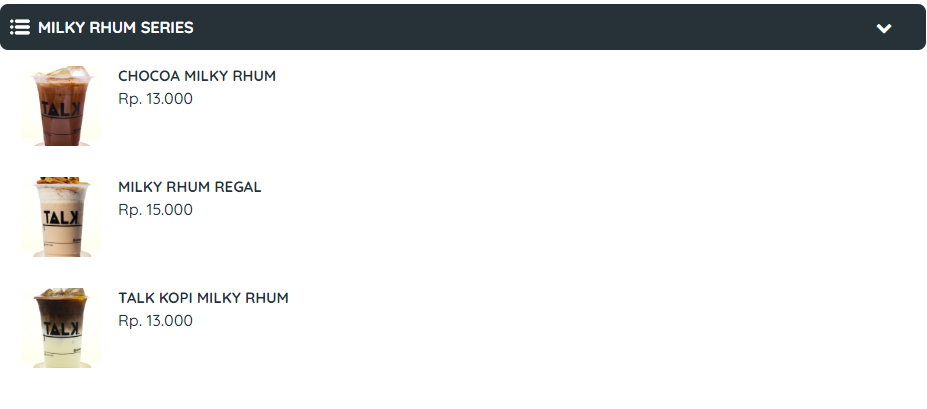 MILKY RHUM SERIES
CHOCOA MILKY RHUM
Rp. 13.000
TALK
MILKY RHUM REGAL
Rp. 15.000
TALK
TALK KOPI MILKY RHUM
Rp. 13.000
TALK